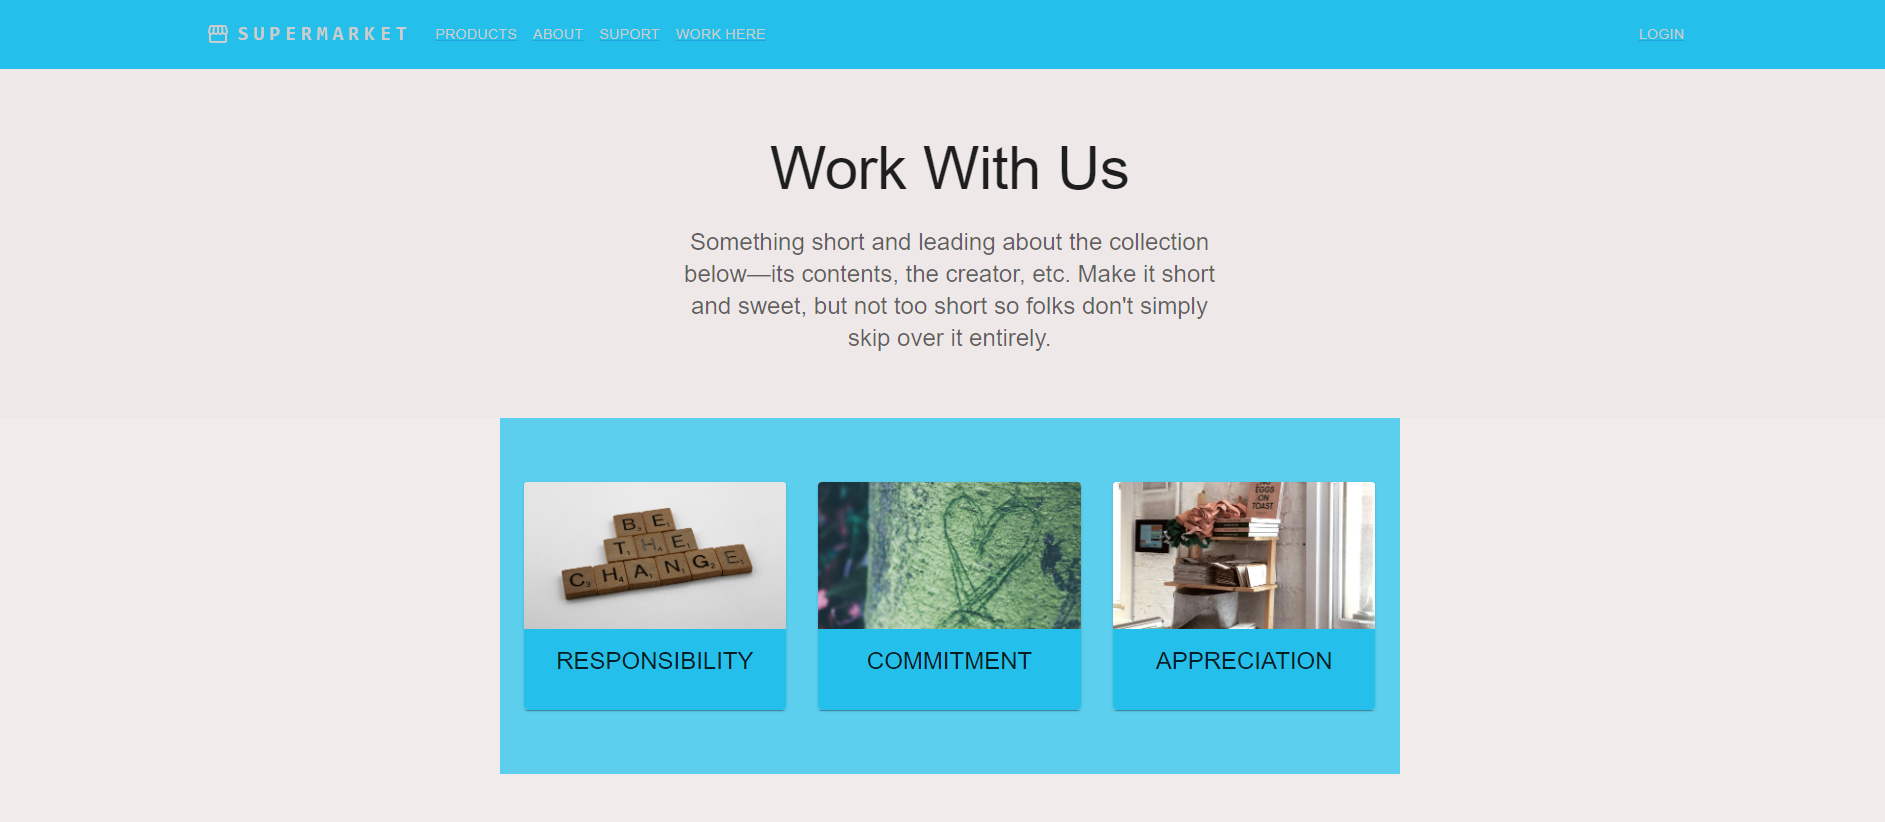 SUPERMARKET PRODUCTS ABOUT SUPORT WORK HERE LOGIN
Work With Us
Something short and leading about the collection
below—its contents, the creator, etc. Make it short
and sweet, but not too short so folks don't simply
skip over it entirely.
BE
THE
CHANGE
EGGS
ON
TOAST
RESPONSIBILITY
COMMITMENT
APPRECIATION